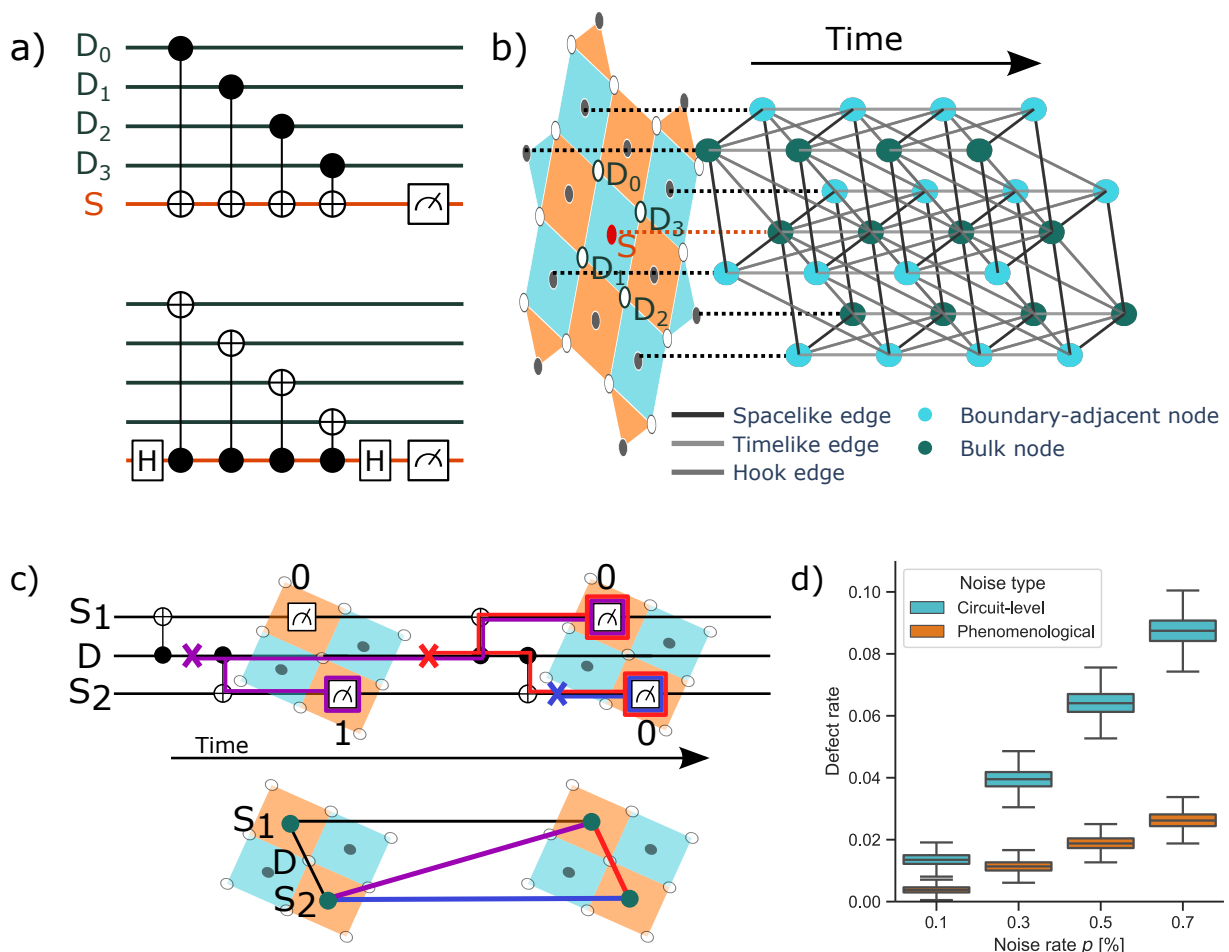 a)
D0
D1
D2
D3
S
H
H
b)
Time
D0
D3
S
D1
D2
Spacelike edge
Timelike edge
Hook edge
Boundary-adjacent node
Bulk node
c)
0
0
S1
D
S2
1
0
Time
S1
D
S2
d)
Noise type
Circuit-level
Phenomenological
Defect rate
0.10
0.08
0.06
0.04
0.02
0.00
0.1
0.3
0.5
0.7
Noise rate p [%]